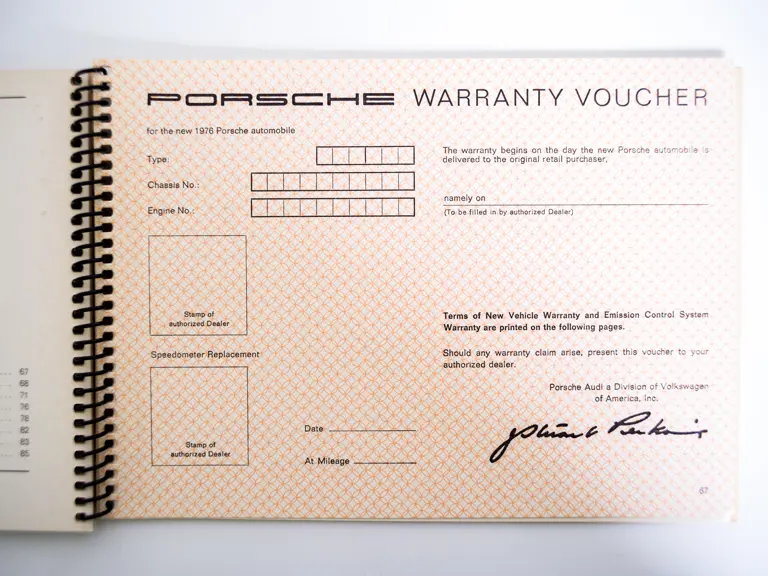 PORSCHE WARRANTY VOUCHER
for the new 1976 Porsche automobile
Type:
Chassis No.:
Engine No.:
The warranty begins on the day the new Porsche automobile is
delivered to the original retail purchaser,
namely on
(To be filled in by authorized Dealer)
Stamp of
authorized Dealer
Terms of New Vehicle Warranty and Emission Control System
Warranty are printed on the following pages.
Should any warranty claim arise, present this voucher to your
authorized dealer.
Speedometer Replacement
Stamp of
authorized Dealer
Date
At Mileage
Porsche Audi a Division of Volkswagen
of America, Inc.
67
67
68
71
76
78
82
83
85